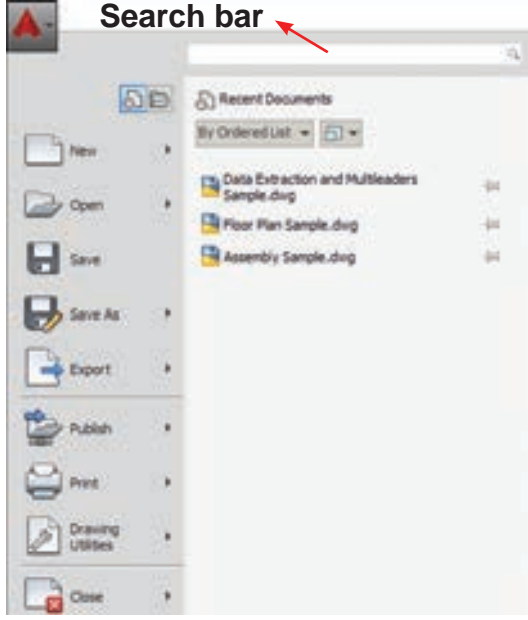 Search bar
Recent Documents
By Ordered List
New
Data Extraction and Multileaders
Sample.dwg
Open
Floor Plan Sample.dwg
Save
Assembly Sample.dwg
Save As
Export
Publish
Print
Drawing
Utilities
Close